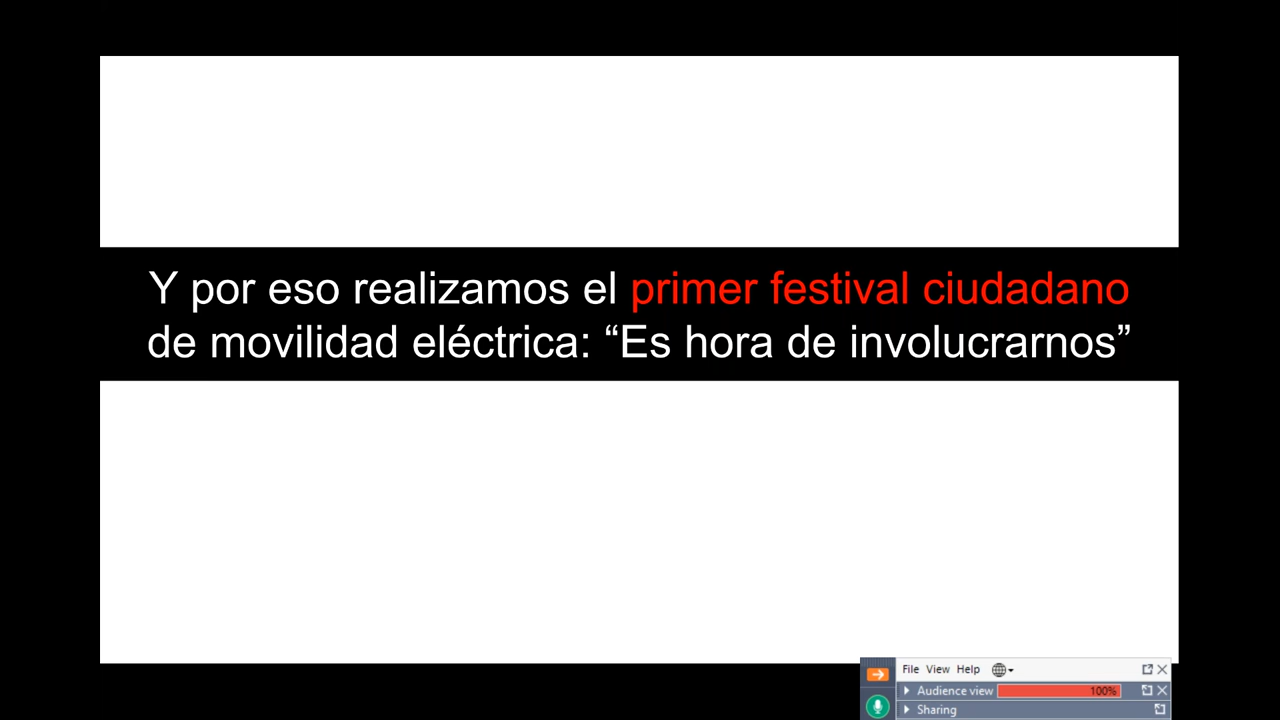 Y por eso realizamos el primer festival ciudadano
de movilidad eléctrica: “Es hora de involucrarnos”
File View Help
Audience view 100%
Sharing